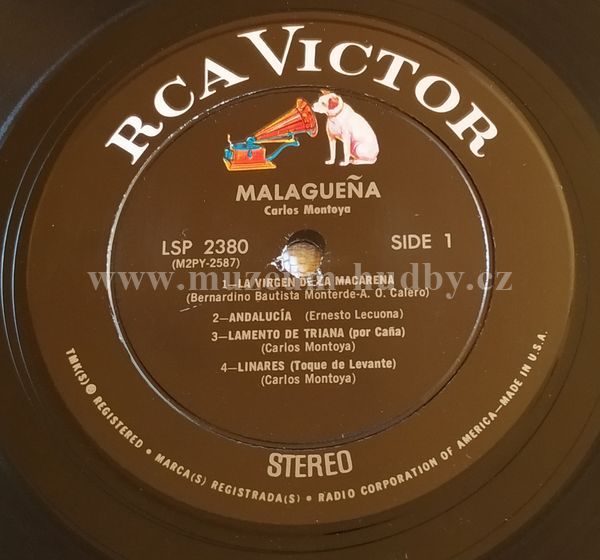 RCA VICTOR
MALAGUEÑA
Carlos Montoya
LSP 2380
(M2PY-2587)
SIDE 1
www.muzeum-hudby.cz
1—LA VIRGEN DE LA MACARENA
(Bernardino Bautista Monterde-A. O. Calero)
2—ANDALUCÍA (Ernesto Lecuona)
3—LAMENTO DE TRIANA (por Caña)
(Carlos Montoya)
4—LINARES (Toque de Levante)
(Carlos Montoya)
STEREO
TMK(S) ® REGISTERED • MARCA(S) REGISTRADA(S) • RADIO CORPORATION OF AMERICA—MADE IN U.S.A.